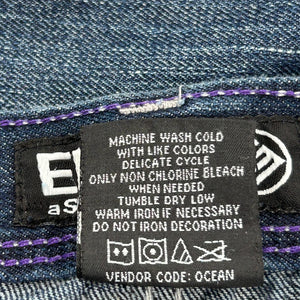 MACHINE WASH COLD
WITH LIKE COLORS
DELICATE CYCLE
ONLY NON CHLORINE BLEACH
WHEN NEEDED
TUMBLE DRY LOW
WARM IRON IF NECESSARY
DO NOT IRON DECORATION
VENDOR CODE: OCEAN